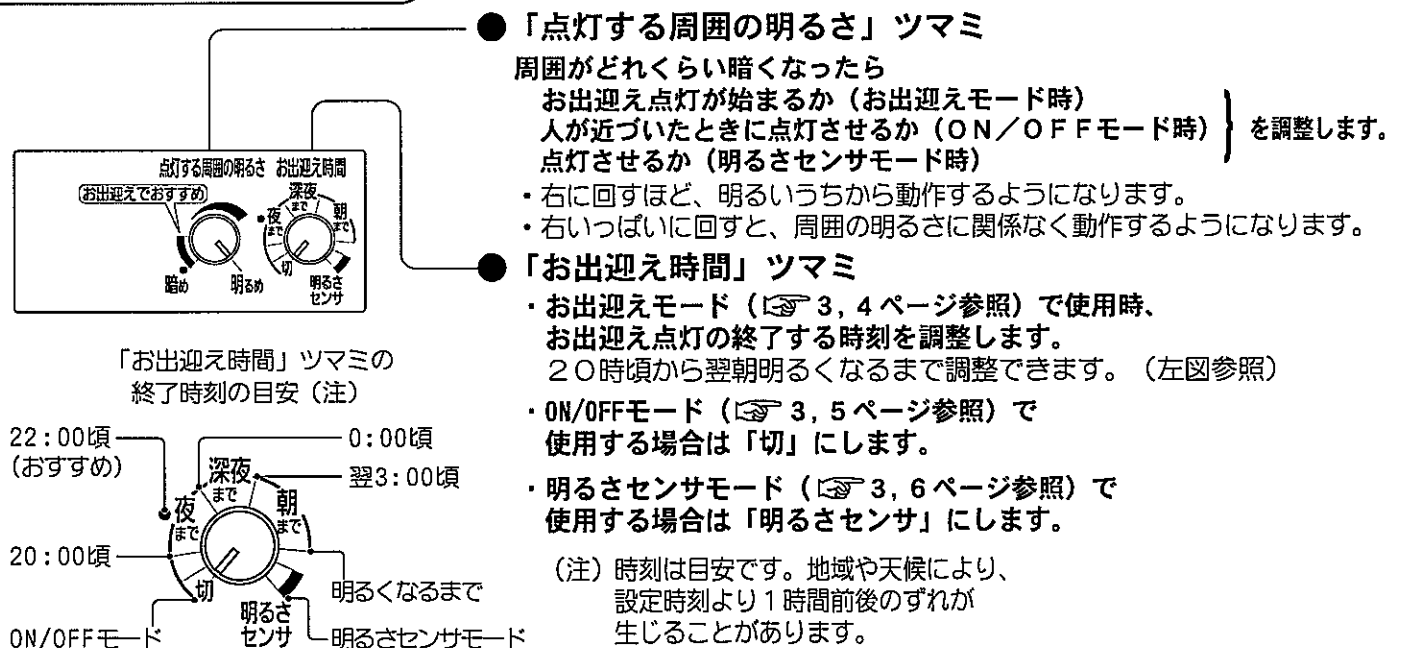 ●「点灯する周囲の明るさ」ツマミ
周囲がどれくらい暗くなったら
お出迎え点灯が始まるか（お出迎えモード時）
人が近づいたときに点灯させるか（ON／OFFモード時）
点灯させるか（明るさセンサモード時）
を調整します。
・右に回すほど、明るいうちから動作するようになります。
・右いっぱいに回すと、周囲の明るさに関係なく動作するようになります。
点灯する周囲の明るさ お出迎え時間
お出迎えでおすすめ
暗め 明るめ
切
夜まで
深夜まで
朝まで
明るさ
センサ
●「お出迎え時間」ツマミ
・お出迎えモード（☞3, 4ページ参照）で使用時、
お出迎え点灯の終了する時刻を調整します。
20時頃から翌朝明るくなるまで調整できます。（左図参照）
・ON/OFFモード（☞3, 5ページ参照）で
使用する場合は「切」にします。
・明るさセンサモード（☞3, 6ページ参照）で
使用する場合は「明るさセンサ」にします。
（注）時刻は目安です。地域や天候により、
設定時刻より1時間前後のずれが
生じることがあります。
「お出迎え時間」ツマミの
終了時刻の目安（注）
22:00頃
（おすすめ）
0:00頃
翌3:00頃
20:00頃
明るくなるまで
ON/OFFモード
明るさセンサモード
切
夜まで
深夜まで
朝まで
明るさ
センサ